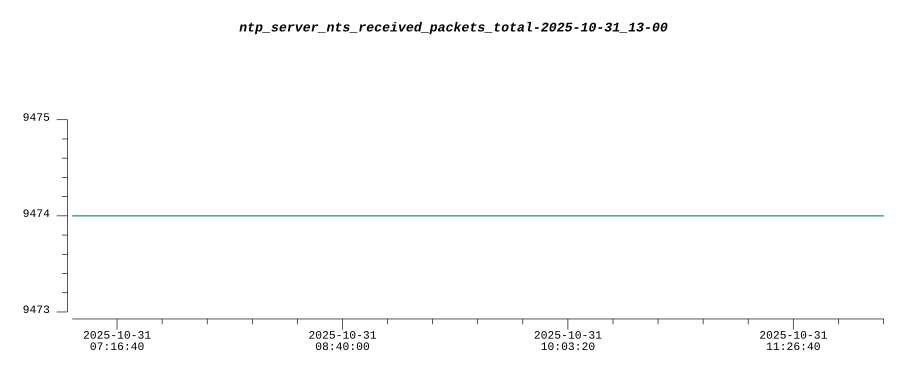 ntp_server_nts_received_packets_total-2025-10-31_13-00
9475
9474
9473
2025-10-31 2025-10-31 2025-10-31 2025-10-31
07:16:40 08:40:00 10:03:20 11:26:40